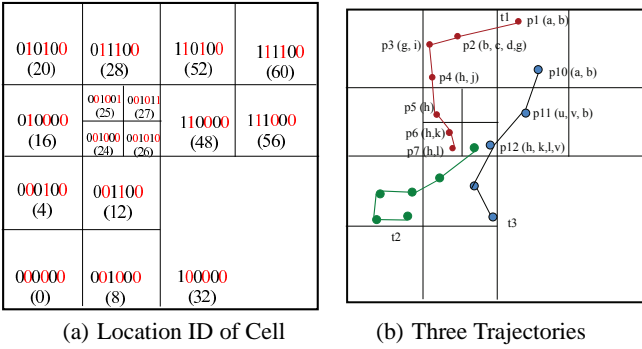 010100 011100 110100 111100
(20) (28) (52) (60)
001001 001011
(25) (27)
010000 110000 111000
(16) (48) (56)
001000 001010
(24) (26)
000100 001100
(4) (12)
000000 001000 100000
(0) (8) (32)
(a) Location ID of Cell
t1 p1 (a, b)
p3 (g, i) p2 (b, c, d,g)
p4 (h, j) p10 (a, b)
p5 (h) p11 (u, v, b)
p6 (h,k)
p7 (h,l) p12 (h, k,l,v)
t2 t3
(b) Three Trajectories